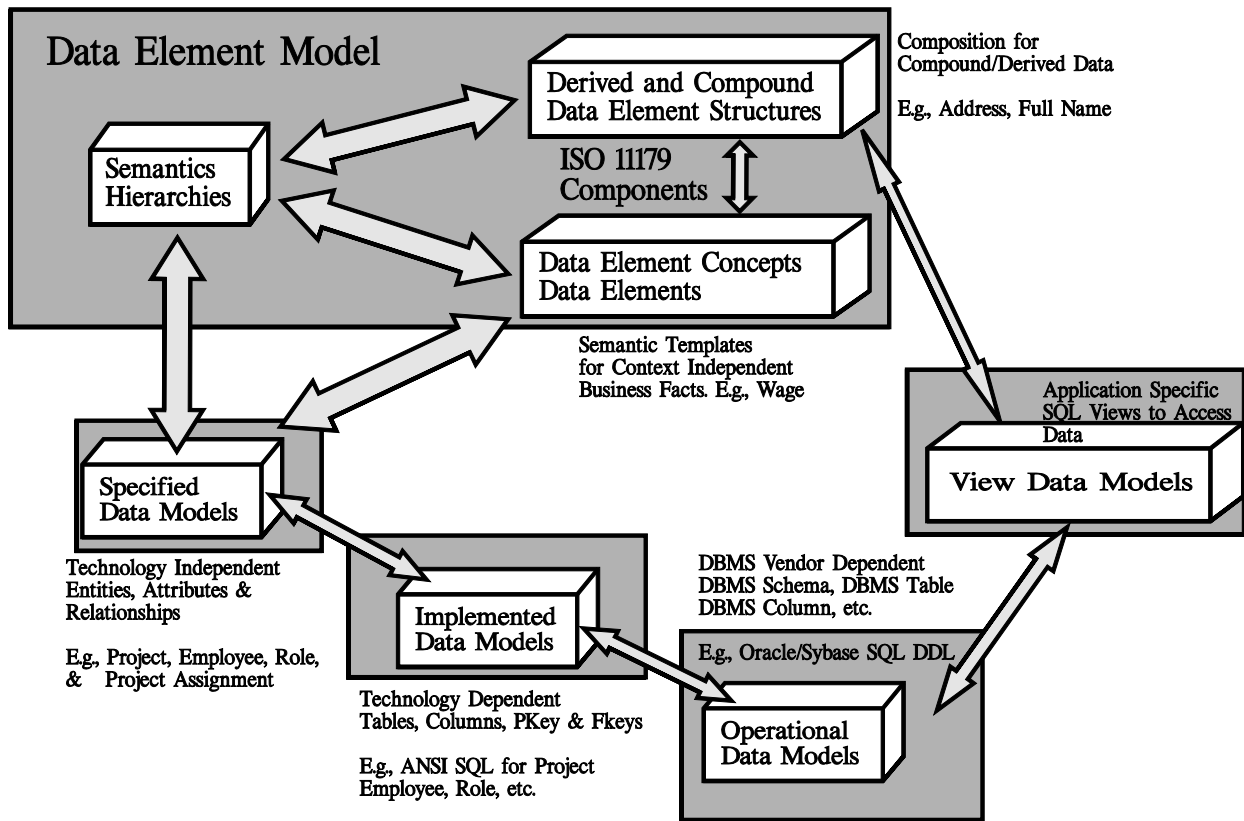 Data Element Model
Derived and Compound
Data Element Structures
Composition for
Compound/Derived Data
E.g., Address, Full Name
Semantics
Hierarchies
ISO 11179
Components
Data Element Concepts
Data Elements
Semantic Templates
for Context Independent
Business Facts. E.g., Wage
Application Specific
SQL Views to Access
Data
View Data Models
Specified
Data Models
Technology Independent
Entities, Attributes &
Relationships
E.g., Project, Employee, Role,
& Project Assignment
Implemented
Data Models
Technology Dependent
Tables, Columns, PKey & Fkeys
E.g., ANSI SQL for Project
Employee, Role, etc.
DBMS Vendor Dependent
DBMS Schema, DBMS Table
DBMS Column, etc.
E.g., Oracle/Sybase SQL DDL
Operational
Data Models